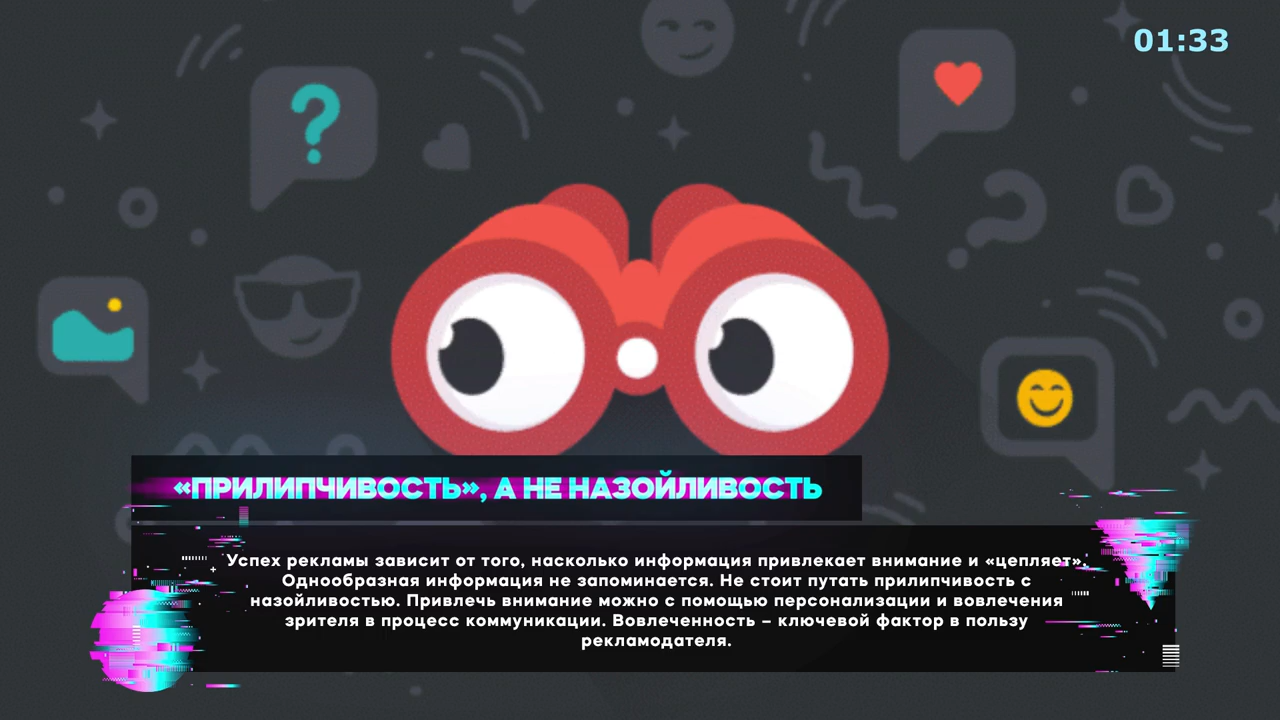 01:33
?
«ПРИЛИПЧИВОСТЬ», А НЕ НАЗОЙЛИВОСТЬ
Успех рекламы зависит от того, насколько информация привлекает внимание и «цепляет».
Однообразная информация не запоминается. Не стоит путать прилипчивость с
назойливостью. Привлечь внимание можно с помощью персонализации и вовлечения
зрителя в процесс коммуникации. Вовлеченность – ключевой фактор в пользу
рекламодателя.